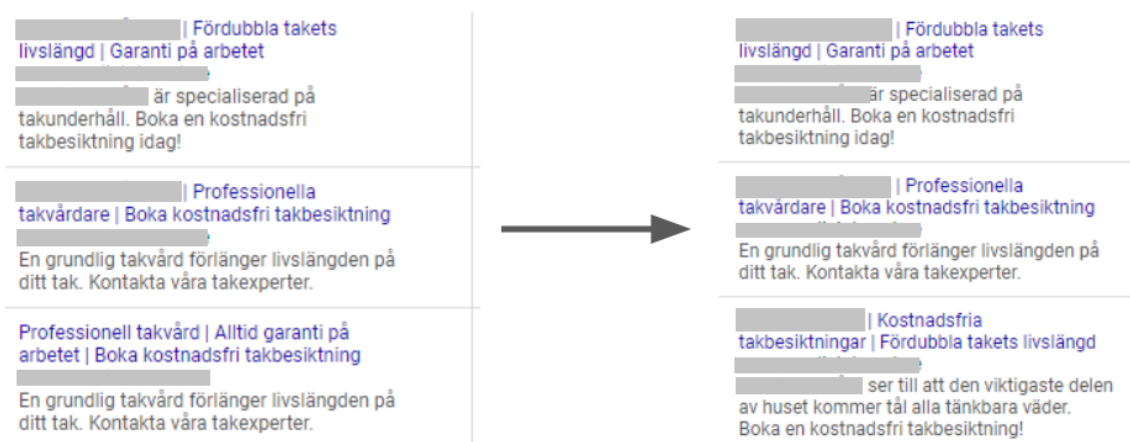 | Fördubbla takets
livslängd | Garanti på arbetet
är specialiserad på
takunderhåll. Boka en kostnadsfri
takbesiktning idag!
| Professionella
takvårdare | Boka kostnadsfri takbesiktning
En grundlig takvård förlänger livslängden på
ditt tak. Kontakta våra takexperter.
Professionell takvård | Alltid garanti på
arbetet | Boka kostnadsfri takbesiktning
En grundlig takvård förlänger livslängden på
ditt tak. Kontakta våra takexperter.
| Fördubbla takets
livslängd | Garanti på arbetet
är specialiserad på
takunderhåll. Boka en kostnadsfri
takbesiktning idag!
| Professionella
takvårdare | Boka kostnadsfri takbesiktning
En grundlig takvård förlänger livslängden på
ditt tak. Kontakta våra takexperter.
| Kostnadsfria
takbesiktningar | Fördubbla takets livslängd
ser till att den viktigaste delen
av huset kommer tål alla tänkbara väder.
Boka en kostnadsfri takbesiktning!